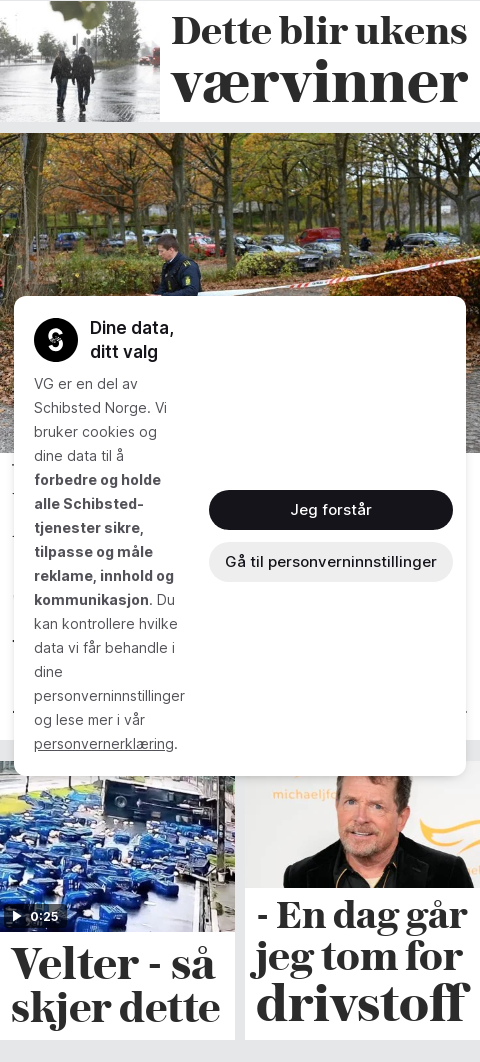 Dette blir ukens
værvinner
Dine data,
ditt valg
VG er en del av
Schibsted Norge. Vi
bruker cookies og
dine data til å
forbedre og holde
alle Schibsted-
tjenester sikre,
tilpasse og måle
reklame, innhold og
kommunikasjon. Du
kan kontrollere hvilke
data vi får behandle i
dine
personverninnstillinger
og lese mer i vår
personvernerklæring.
Jeg forstår
Gå til personverninnstillinger
michaeljfo
0:25
Velter - så
skjer dette
- En dag går
jeg tom for
drivstoff